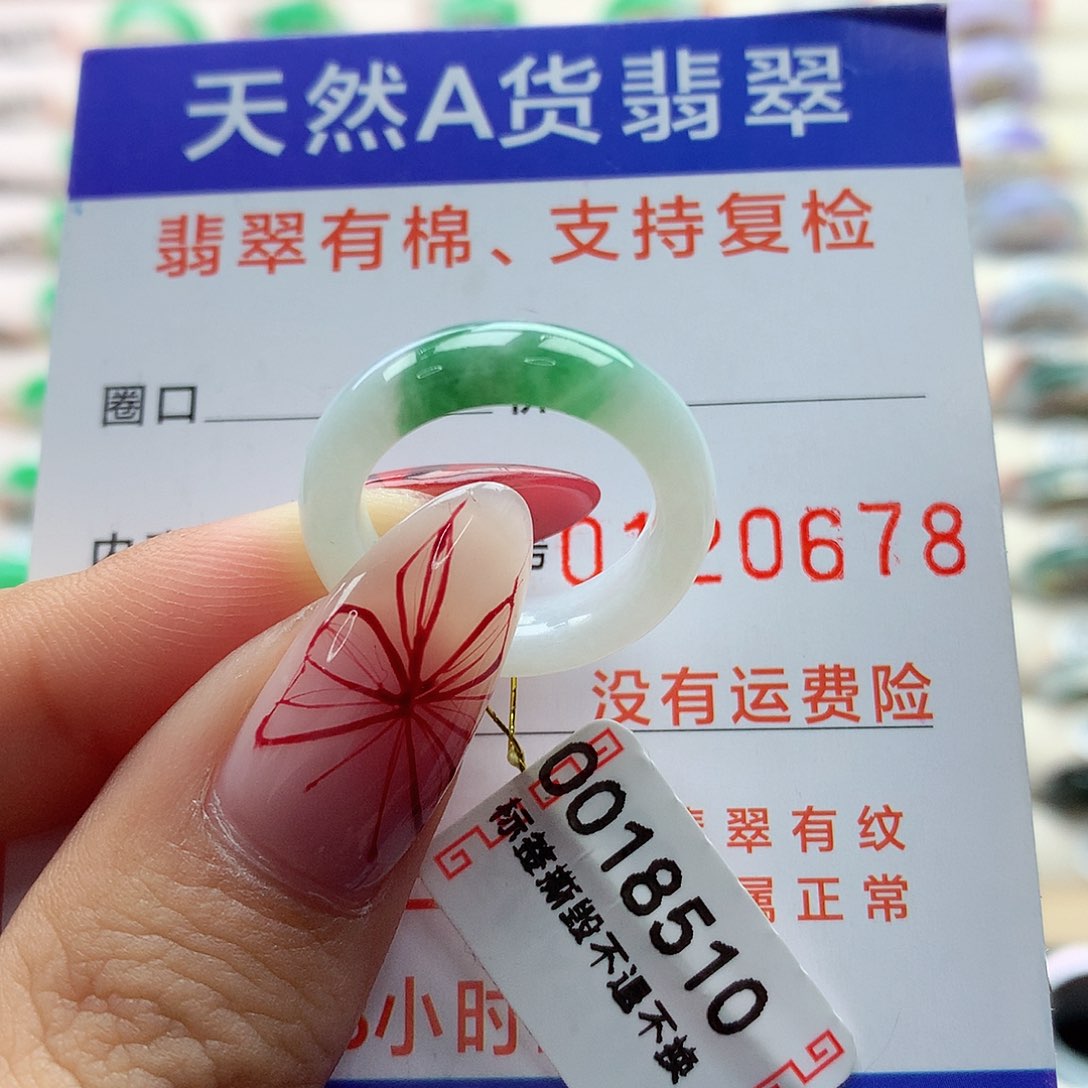 天然A货翡翠
翡翠有棉、支持复检
圈口
0120678
没有运费险
翠有纹
属正常
小时
0018510
标签撕毁不退不换